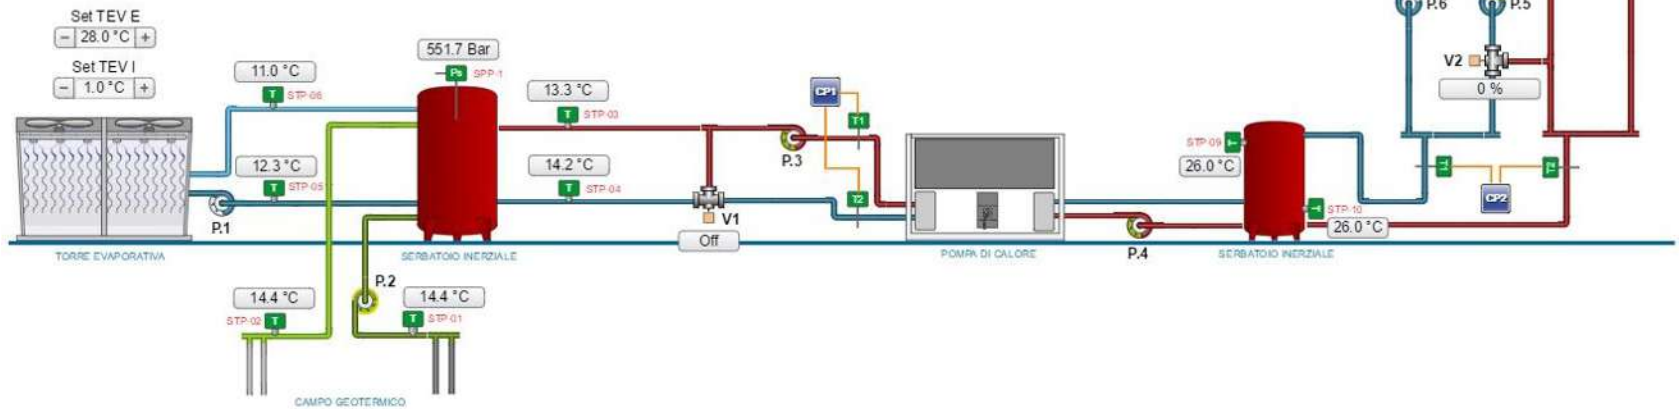 Set TEV E
− 28.0 °C +
Set TEV I
− 1.0 °C +
11.0 °C
T STP-06
12.3 °C
T STP-05
P.1
TORRE EVAPORATIVA
551.7 Bar
Ps SPP-1
SERBATOIO INERZIALE
14.4 °C
STP-02 T
P.2
14.4 °C
T STP-01
CAMPO GEOTERMICO
13.3 °C
T STP-03
14.2 °C
T STP-04
V1
Off
P.3
CP1
T1
T2
POMPA DI CALORE
P.4
STP-09 T
26.0 °C
T STP-10
26.0 °C
SERBATOIO INERZIALE
P.6
P.5
V2
0 %
T1
T2
CP2